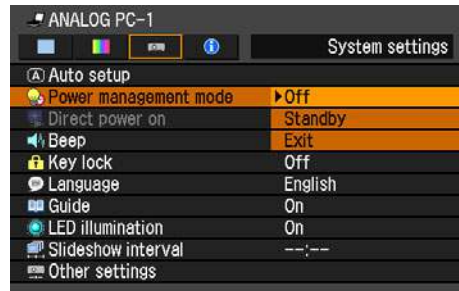 ANALOG PC-1
System settings
Auto setup
Power management mode Off
Direct power on Standby
Beep Exit
Key lock Off
Language English
Guide On
LED illumination On
Slideshow interval --:--
Other settings